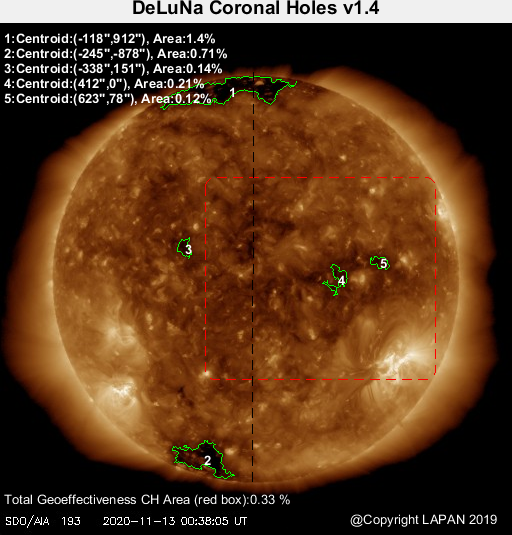 DeLuNa Coronal Holes v1.4
1:Centroid:(-118",912"), Area:1.4%
2:Centroid:(-245",-878"), Area:0.71%
3:Centroid:(-338",151"), Area:0.14%
4:Centroid:(412",0"), Area:0.21%
5:Centroid:(623",78"), Area:0.12%
1
3
5
4
2
Total Geoeffectiveness CH Area (red box):0.33 %
SDO/AIA 193 2020-11-13 00:38:05 UT
@Copyright LAPAN 2019